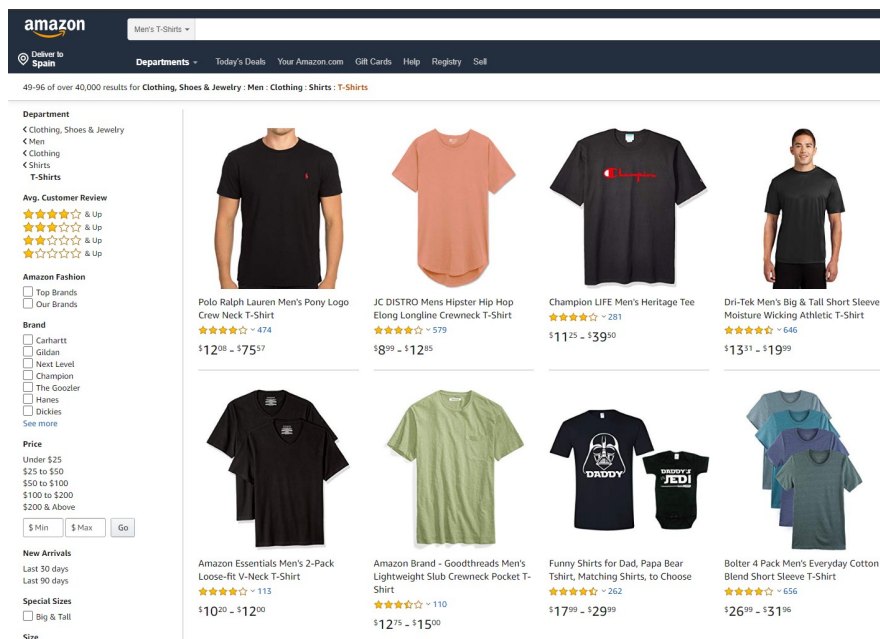 amazon
Men's T-Shirts
Deliver to
Spain
Departments
Today's Deals
Your Amazon.com
Gift Cards
Help
Registry
Sell
49-96 of over 40,000 results for Clothing, Shoes & Jewelry : Men : Clothing : Shirts : T-Shirts
Department
Clothing, Shoes & Jewelry
Men
Clothing
Shirts
T-Shirts
Avg. Customer Review
& Up
& Up
& Up
& Up
Amazon Fashion
Top Brands
Our Brands
Brand
Carhartt
Gildan
Next Level
Champion
The Goozler
Hanes
Dickies
See more
Price
Under $25
$25 to $50
$50 to $100
$100 to $200
$200 & Above
$ Min
$ Max
Go
New Arrivals
Last 30 days
Last 90 days
Special Sizes
Big & Tall
Size
Polo Ralph Lauren Men's Pony Logo
Crew Neck T-Shirt
474
$12.08 - $75.57
JC DISTRO Mens Hipster Hip Hop
Elong Longline Crewneck T-Shirt
579
$8.99 - $12.85
Champion
Champion LIFE Men's Heritage Tee
281
$11.25 - $39.50
Dri-Tek Men's Big & Tall Short Sleeve
Moisture Wicking Athletic T-Shirt
646
$13.31 - $19.99
Amazon Essentials Men's 2-Pack
Loose-fit V-Neck T-Shirt
113
$10.20 - $12.00
Amazon Brand - Goodthreads Men's
Lightweight Slub Crewneck Pocket T-
Shirt
110
$12.75 - $15.00
DADDY
DADDY'S
JEDI
Funny Shirts for Dad, Papa Bear
Tshirt, Matching Shirts, to Choose
262
$17.99 - $29.99
Bolter 4 Pack Men's Everyday Cotton
Blend Short Sleeve T-Shirt
656
$26.99 - $31.96